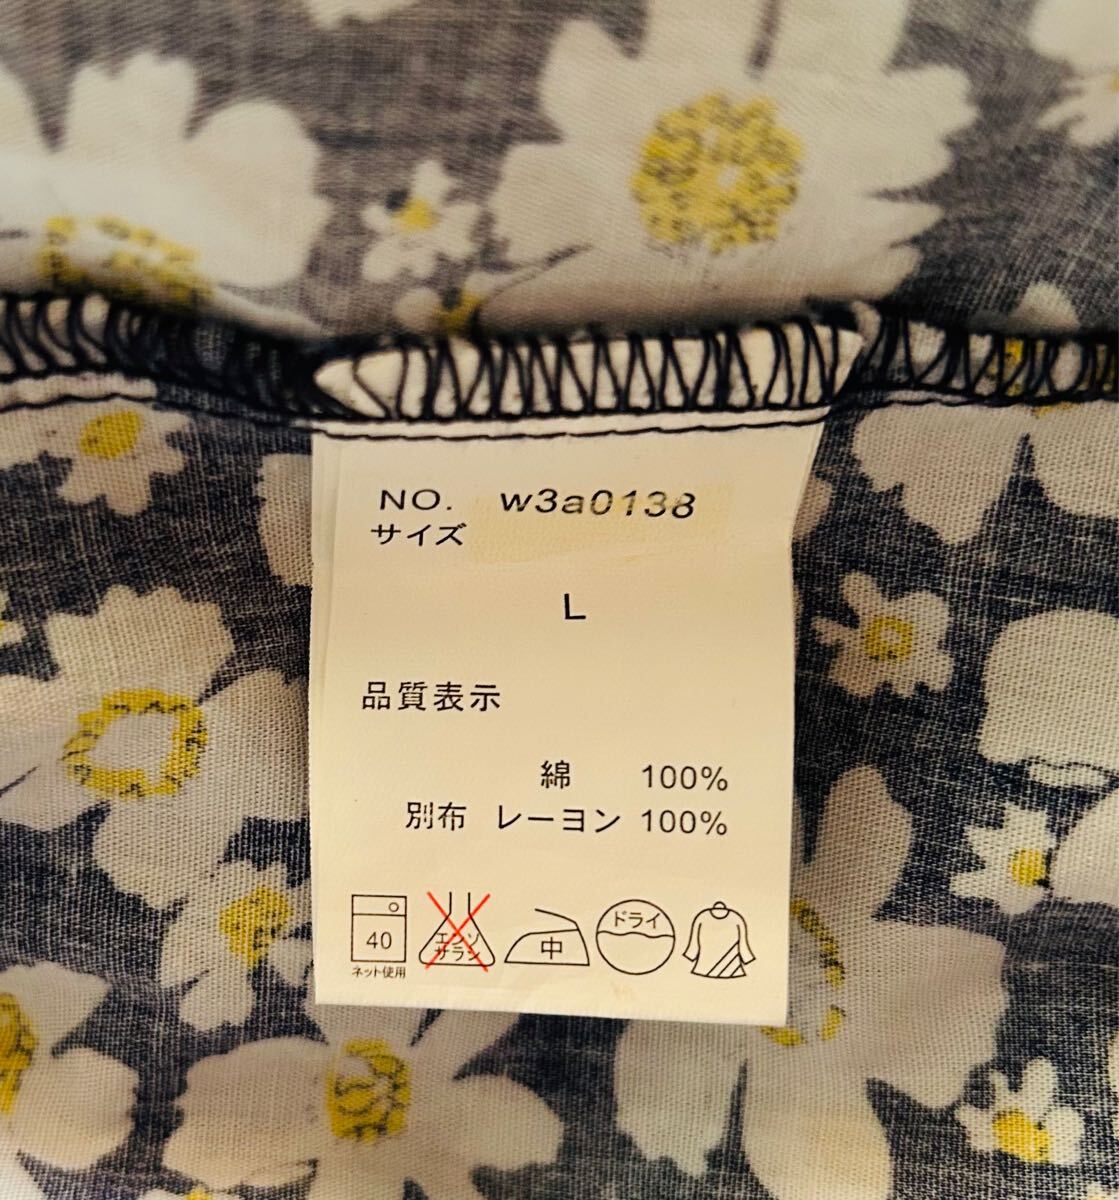 NO. w3a0138
サイズ
L
品質表示
綿 100%
別布 レーヨン 100%
40
ネット使用
エンソ
サラシ
中
ドライ